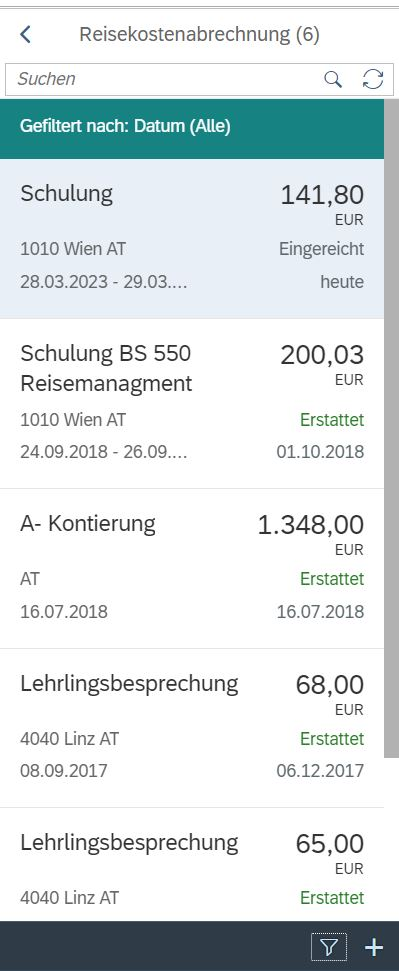 Reisekostenabrechnung (6)
Suchen
Gefiltert nach: Datum (Alle)
Schulung 141,80
EUR
1010 Wien AT Eingereicht
28.03.2023 - 29.03.... heute
Schulung BS 550 200,03
Reisemanagment EUR
1010 Wien AT Erstattet
24.09.2018 - 26.09.... 01.10.2018
A- Kontierung 1.348,00
EUR
AT Erstattet
16.07.2018 16.07.2018
Lehrlingsbesprechung 68,00
EUR
4040 Linz AT Erstattet
08.09.2017 06.12.2017
Lehrlingsbesprechung 65,00
EUR
4040 Linz AT Erstattet